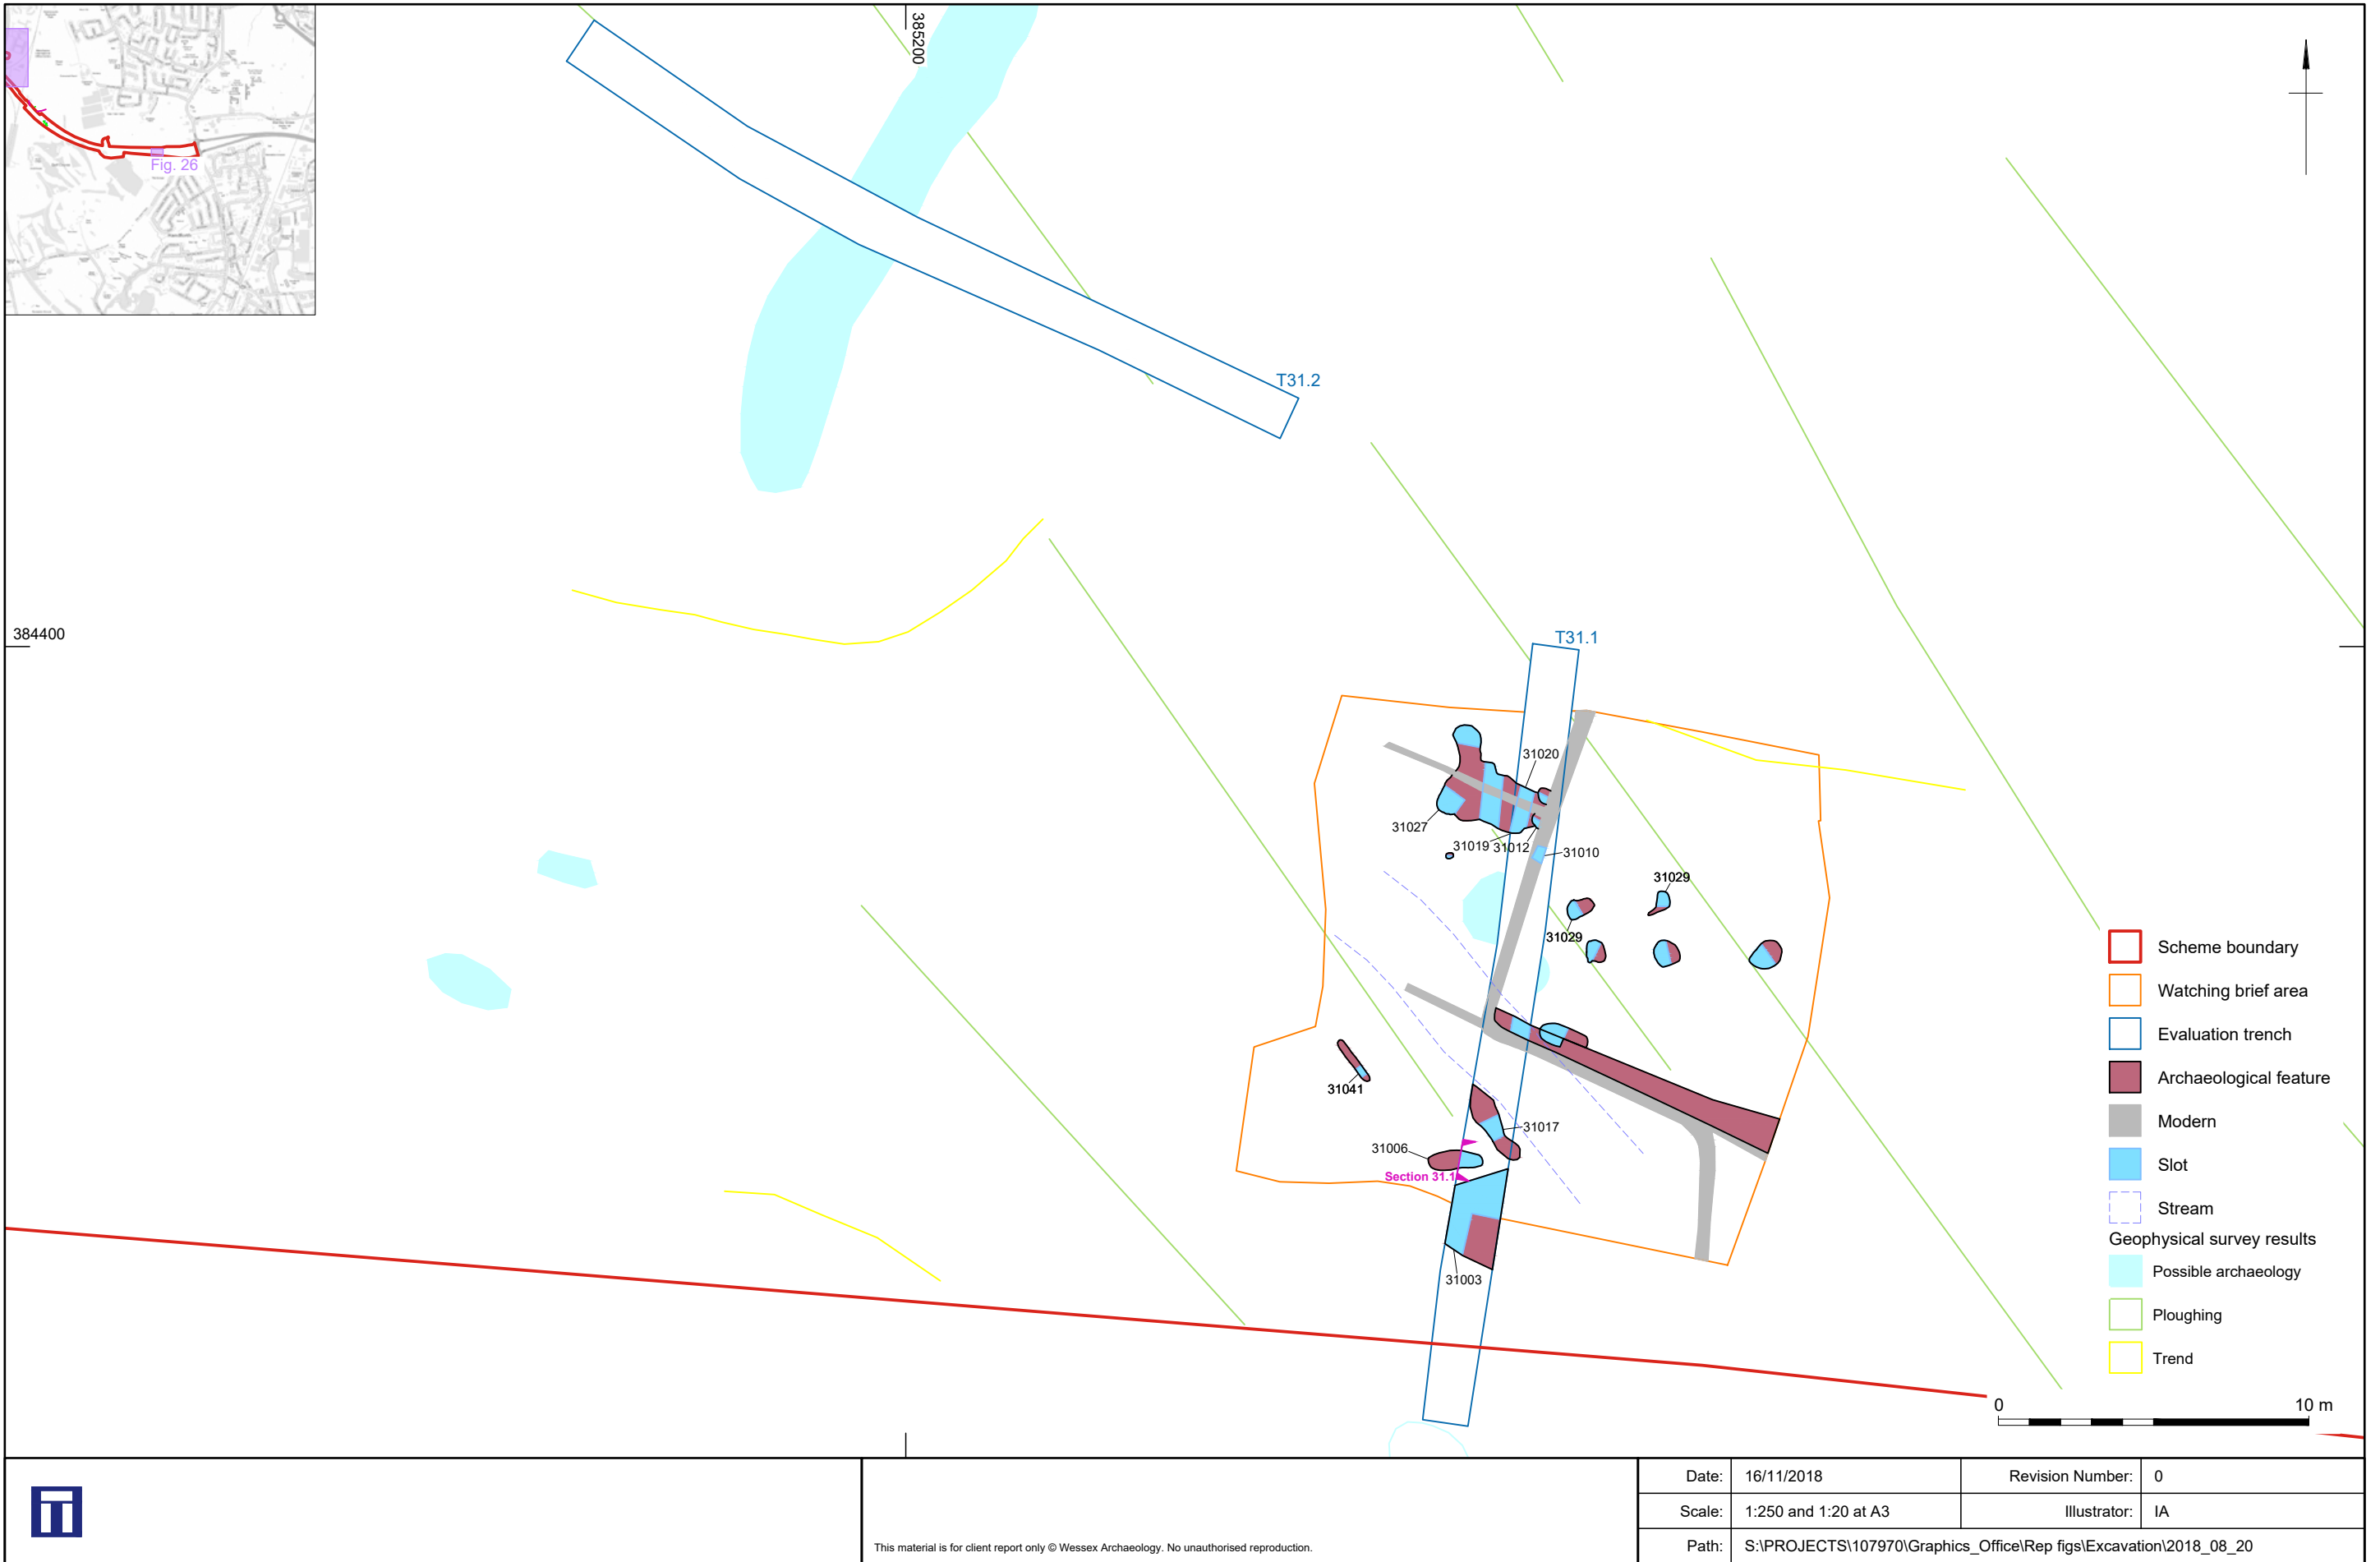 385200
Fig. 26
T31.2
384400
T31.1
31020
31027
31019
31012
31010
31029
31029
31041
31017
31006
Section 31.1
31003
Scheme boundary
Watching brief area
Evaluation trench
Archaeological feature
Modern
Slot
Stream
Geophysical survey results
Possible archaeology
Ploughing
Trend
0 10 m
Date: 16/11/2018 Revision Number: 0
Scale: 1:250 and 1:20 at A3 Illustrator: IA
Path: S:\PROJECTS\107970\Graphics_Office\Rep figs\Excavation\2018_08_20
This material is for client report only © Wessex Archaeology. No unauthorised reproduction.